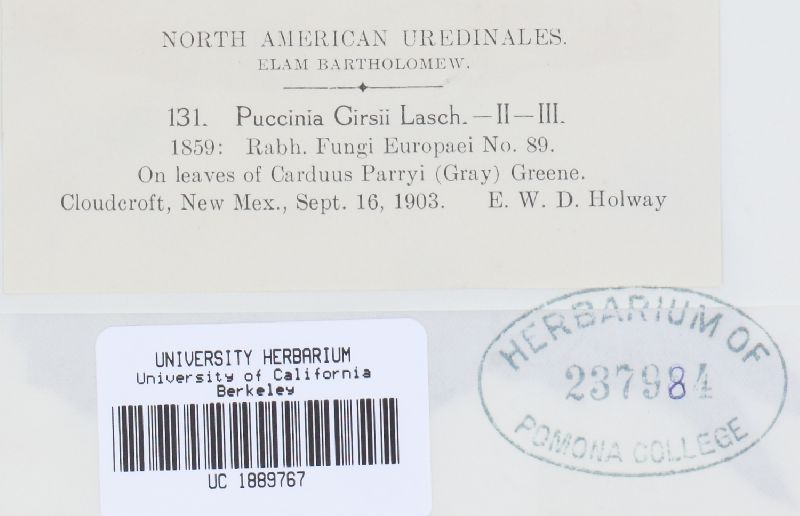 NORTH AMERICAN UREDINALES.
ELAM BARTHOLOMEW.
131. Puccinia Cirsii Lasch.—II—III.
1859: Rabh. Fungi Europaei No. 89.
On leaves of Carduus Parryi (Gray) Greene.
Cloudcroft, New Mex., Sept. 16, 1903. E. W. D. Holway
HERBARIUM OF
237984
POMONA COLLEGE
UNIVERSITY HERBARIUM
University of California
Berkeley
UC 1889767